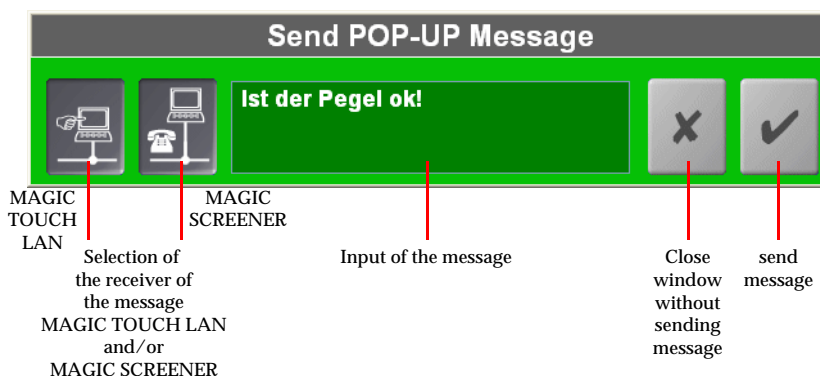 Send POP-UP Message
Ist der Pegel ok!
MAGIC
TOUCH
LAN
MAGIC
SCREENER
Selection of
the receiver of
the message
MAGIC TOUCH LAN
and/or
MAGIC SCREENER
Input of the message
Close
window
without
sending
message
send
message